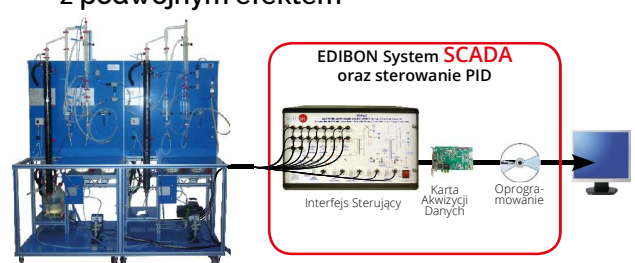 z podwójnym efektem
EDIBON System SCADA
oraz sterowanie PID
Interfejs Sterujący
Karta
Akwizycji
Danych
Oprogra-
mowanie